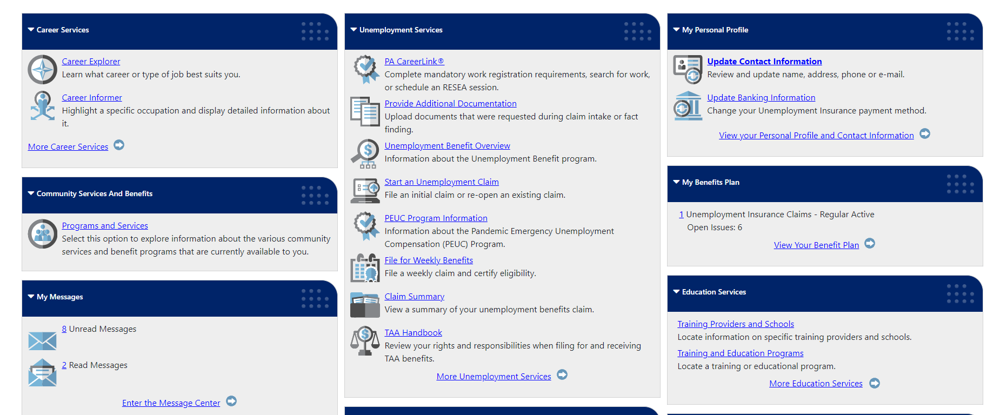 Career Services
Career Explorer
Learn what career or type of job best suits you.
Career Informer
Highlight a specific occupation and display detailed information about
it.
More Career Services
Community Services And Benefits
Programs and Services
Select this option to explore information about the various community
services and benefit programs that are currently available to you.
My Messages
8 Unread Messages
2 Read Messages
Enter the Message Center
Unemployment Services
PA CareerLink®
Complete mandatory work registration requirements, search for work,
or schedule an RESEA session.
Provide Additional Documentation
Upload documents that were requested during claim intake or fact
finding.
Unemployment Benefit Overview
Information about the Unemployment Benefit program.
Start an Unemployment Claim
File an initial claim or re-open an existing claim.
PEUC Program Information
Information about the Pandemic Emergency Unemployment
Compensation (PEUC) Program.
File for Weekly Benefits
File a weekly claim and certify eligibility.
Claim Summary
View a summary of your unemployment benefits claim.
TAA Handbook
Review your rights and responsibilities when filing for and receiving
TAA benefits.
More Unemployment Services
My Personal Profile
Update Contact Information
Review and update name, address, phone or e-mail.
Update Banking Information
Change your Unemployment Insurance payment method.
View your Personal Profile and Contact Information
My Benefits Plan
1 Unemployment Insurance Claims - Regular Active
Open Issues: 6
View Your Benefit Plan
Education Services
Training Providers and Schools
Locate information on specific training providers and schools.
Training and Education Programs
Locate a training or educational program.
More Education Services